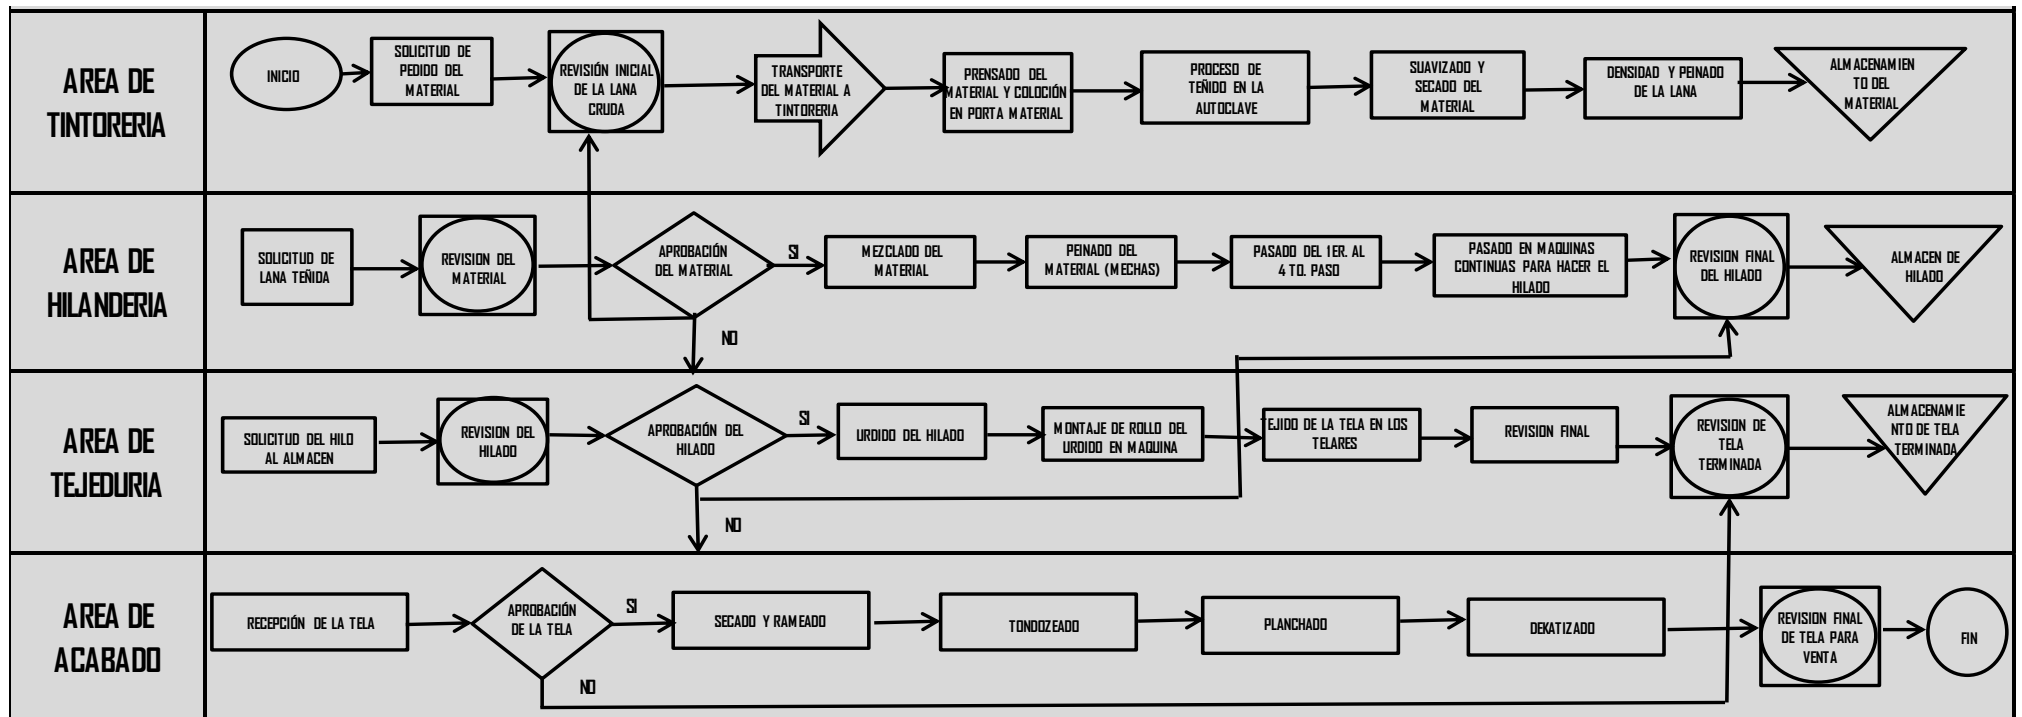 AREA DE
TINTORERIA
INICIO
SOLICITUD DE
PEDIDO DEL
MATERIAL
REVISIÓN INICIAL
DE LA LANA
CRUDA
TRANSPORTE
DEL MATERIAL A
TINTORERIA
PRENSADO DEL
MATERIAL Y COLOCIÓN
EN PORTA MATERIAL
PROCESO DE
TEÑIDO EN LA
AUTOCLAVE
SUAVIZADO Y
SECADO DEL
MATERIAL
DENSIDAD Y PEINADO
DE LA LANA
ALMACENAMIEN
TO DEL
MATERIAL
AREA DE
HILANDERIA
SOLICITUD DE
LANA TEÑIDA
REVISION DEL
MATERIAL
APROBACIÓN
DEL MATERIAL
SI
NO
MEZCLADO DEL
MATERIAL
PEINADO DEL
MATERIAL (MECHAS)
PASADO DEL 1ER. AL
4 TO. PASO
PASADO EN MAQUINAS
CONTINUAS PARA HACER EL
HILADO
REVISION FINAL
DEL HILADO
ALMACEN DE
HILADO
AREA DE
TEJEDURIA
SOLICITUD DEL HILO
AL ALMACEN
REVISION DEL
HILADO
APROBACIÓN DEL
HILADO
SI
NO
URDIDO DEL HILADO
MONTAJE DE ROLLO DEL
URDIDO EN MAQUINA
TEJIDO DE LA TELA EN LOS
TELARES
REVISION FINAL
REVISION DE
TELA
TERMINADA
ALMACENAMIE
NTO DE TELA
TERMINADA
AREA DE
ACABADO
RECEPCIÓN DE LA TELA
APROBACIÓN
DE LA TELA
SI
NO
SECADO Y RAMEADO
TONDOZEADO
PLANCHADO
DEKATIZADO
REVISION FINAL
DE TELA PARA
VENTA
FIN